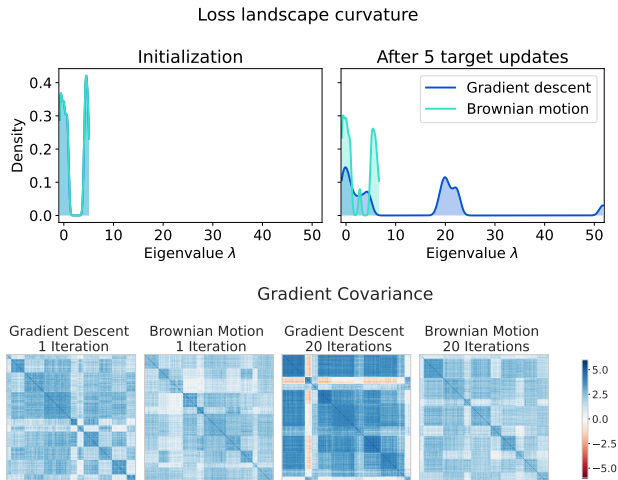 Loss landscape curvature
Initialization
After 5 target updates
Density
0.4
0.3
0.2
0.1
0.0
0 10 20 30 40 50
Eigenvalue λ
Gradient descent
Brownian motion
0 10 20 30 40 50
Eigenvalue λ
Gradient Covariance
Gradient Descent
1 Iteration
Brownian Motion
1 Iteration
Gradient Descent
20 Iterations
Brownian Motion
20 Iterations
5.0
2.5
0.0
−2.5
−5.0